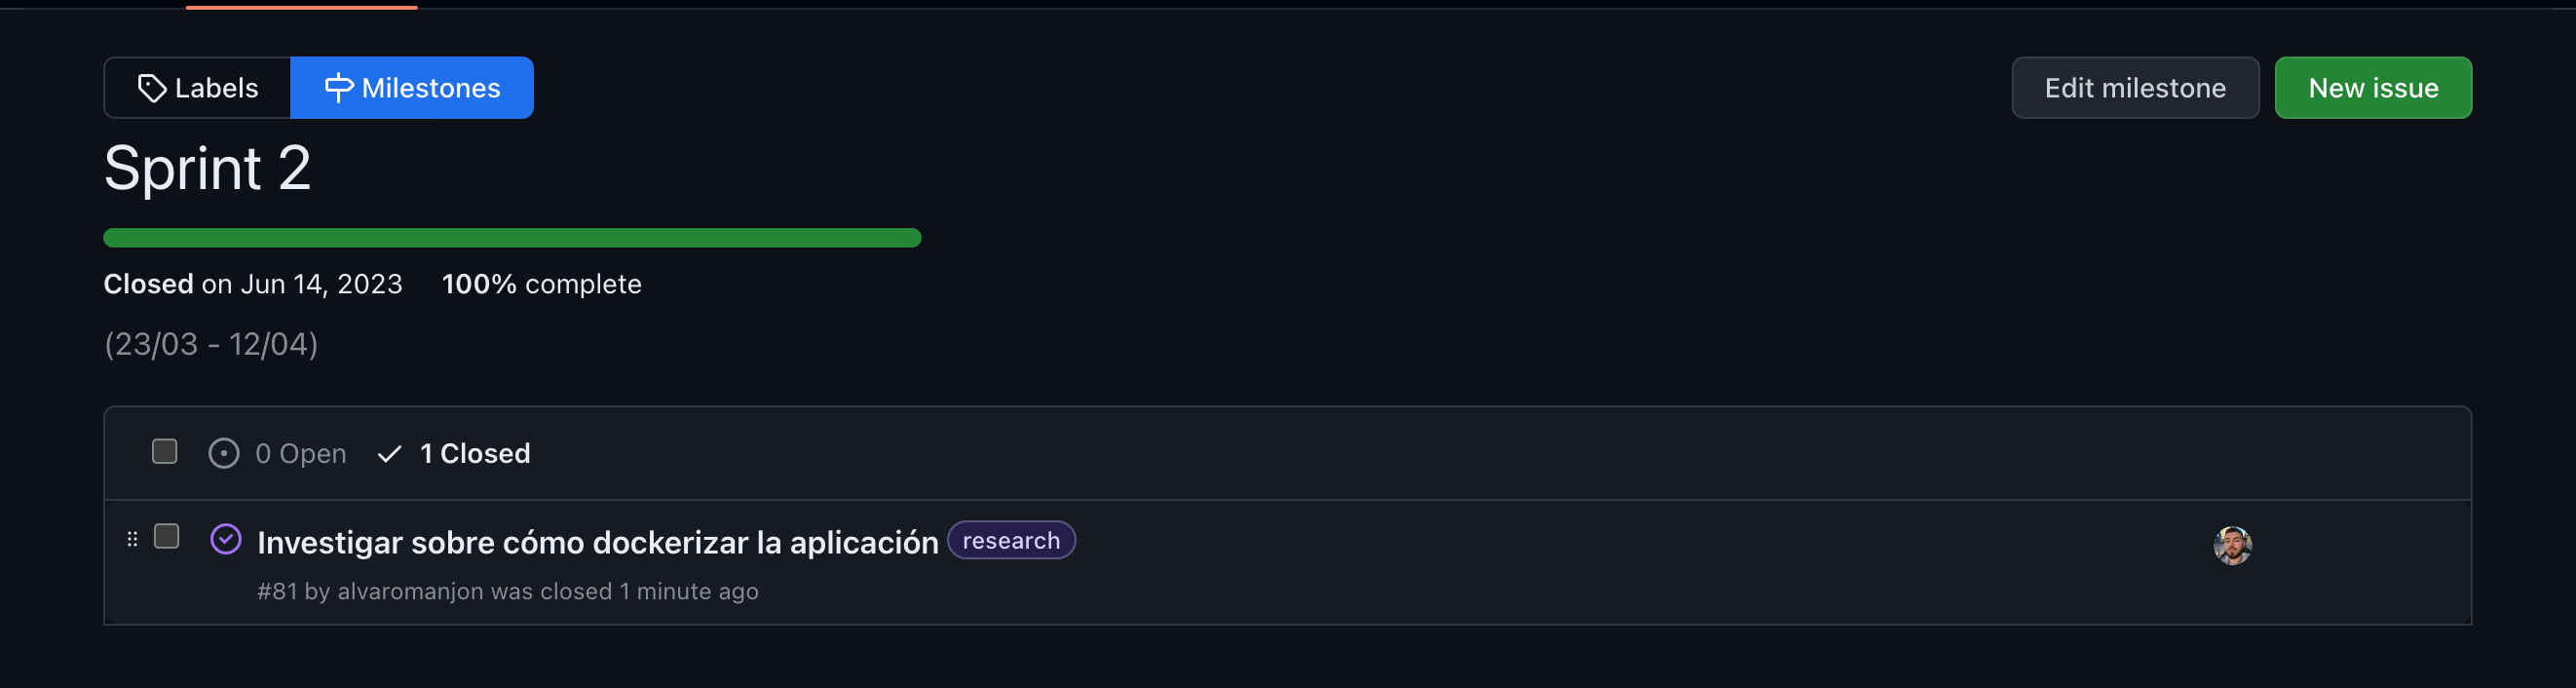 Labels Milestones Edit milestone New issue
Sprint 2
Closed on Jun 14, 2023 100% complete
(23/03 - 12/04)
0 Open 1 Closed
Investigar sobre cómo dockerizar la aplicación research
#81 by alvaromanjon was closed 1 minute ago